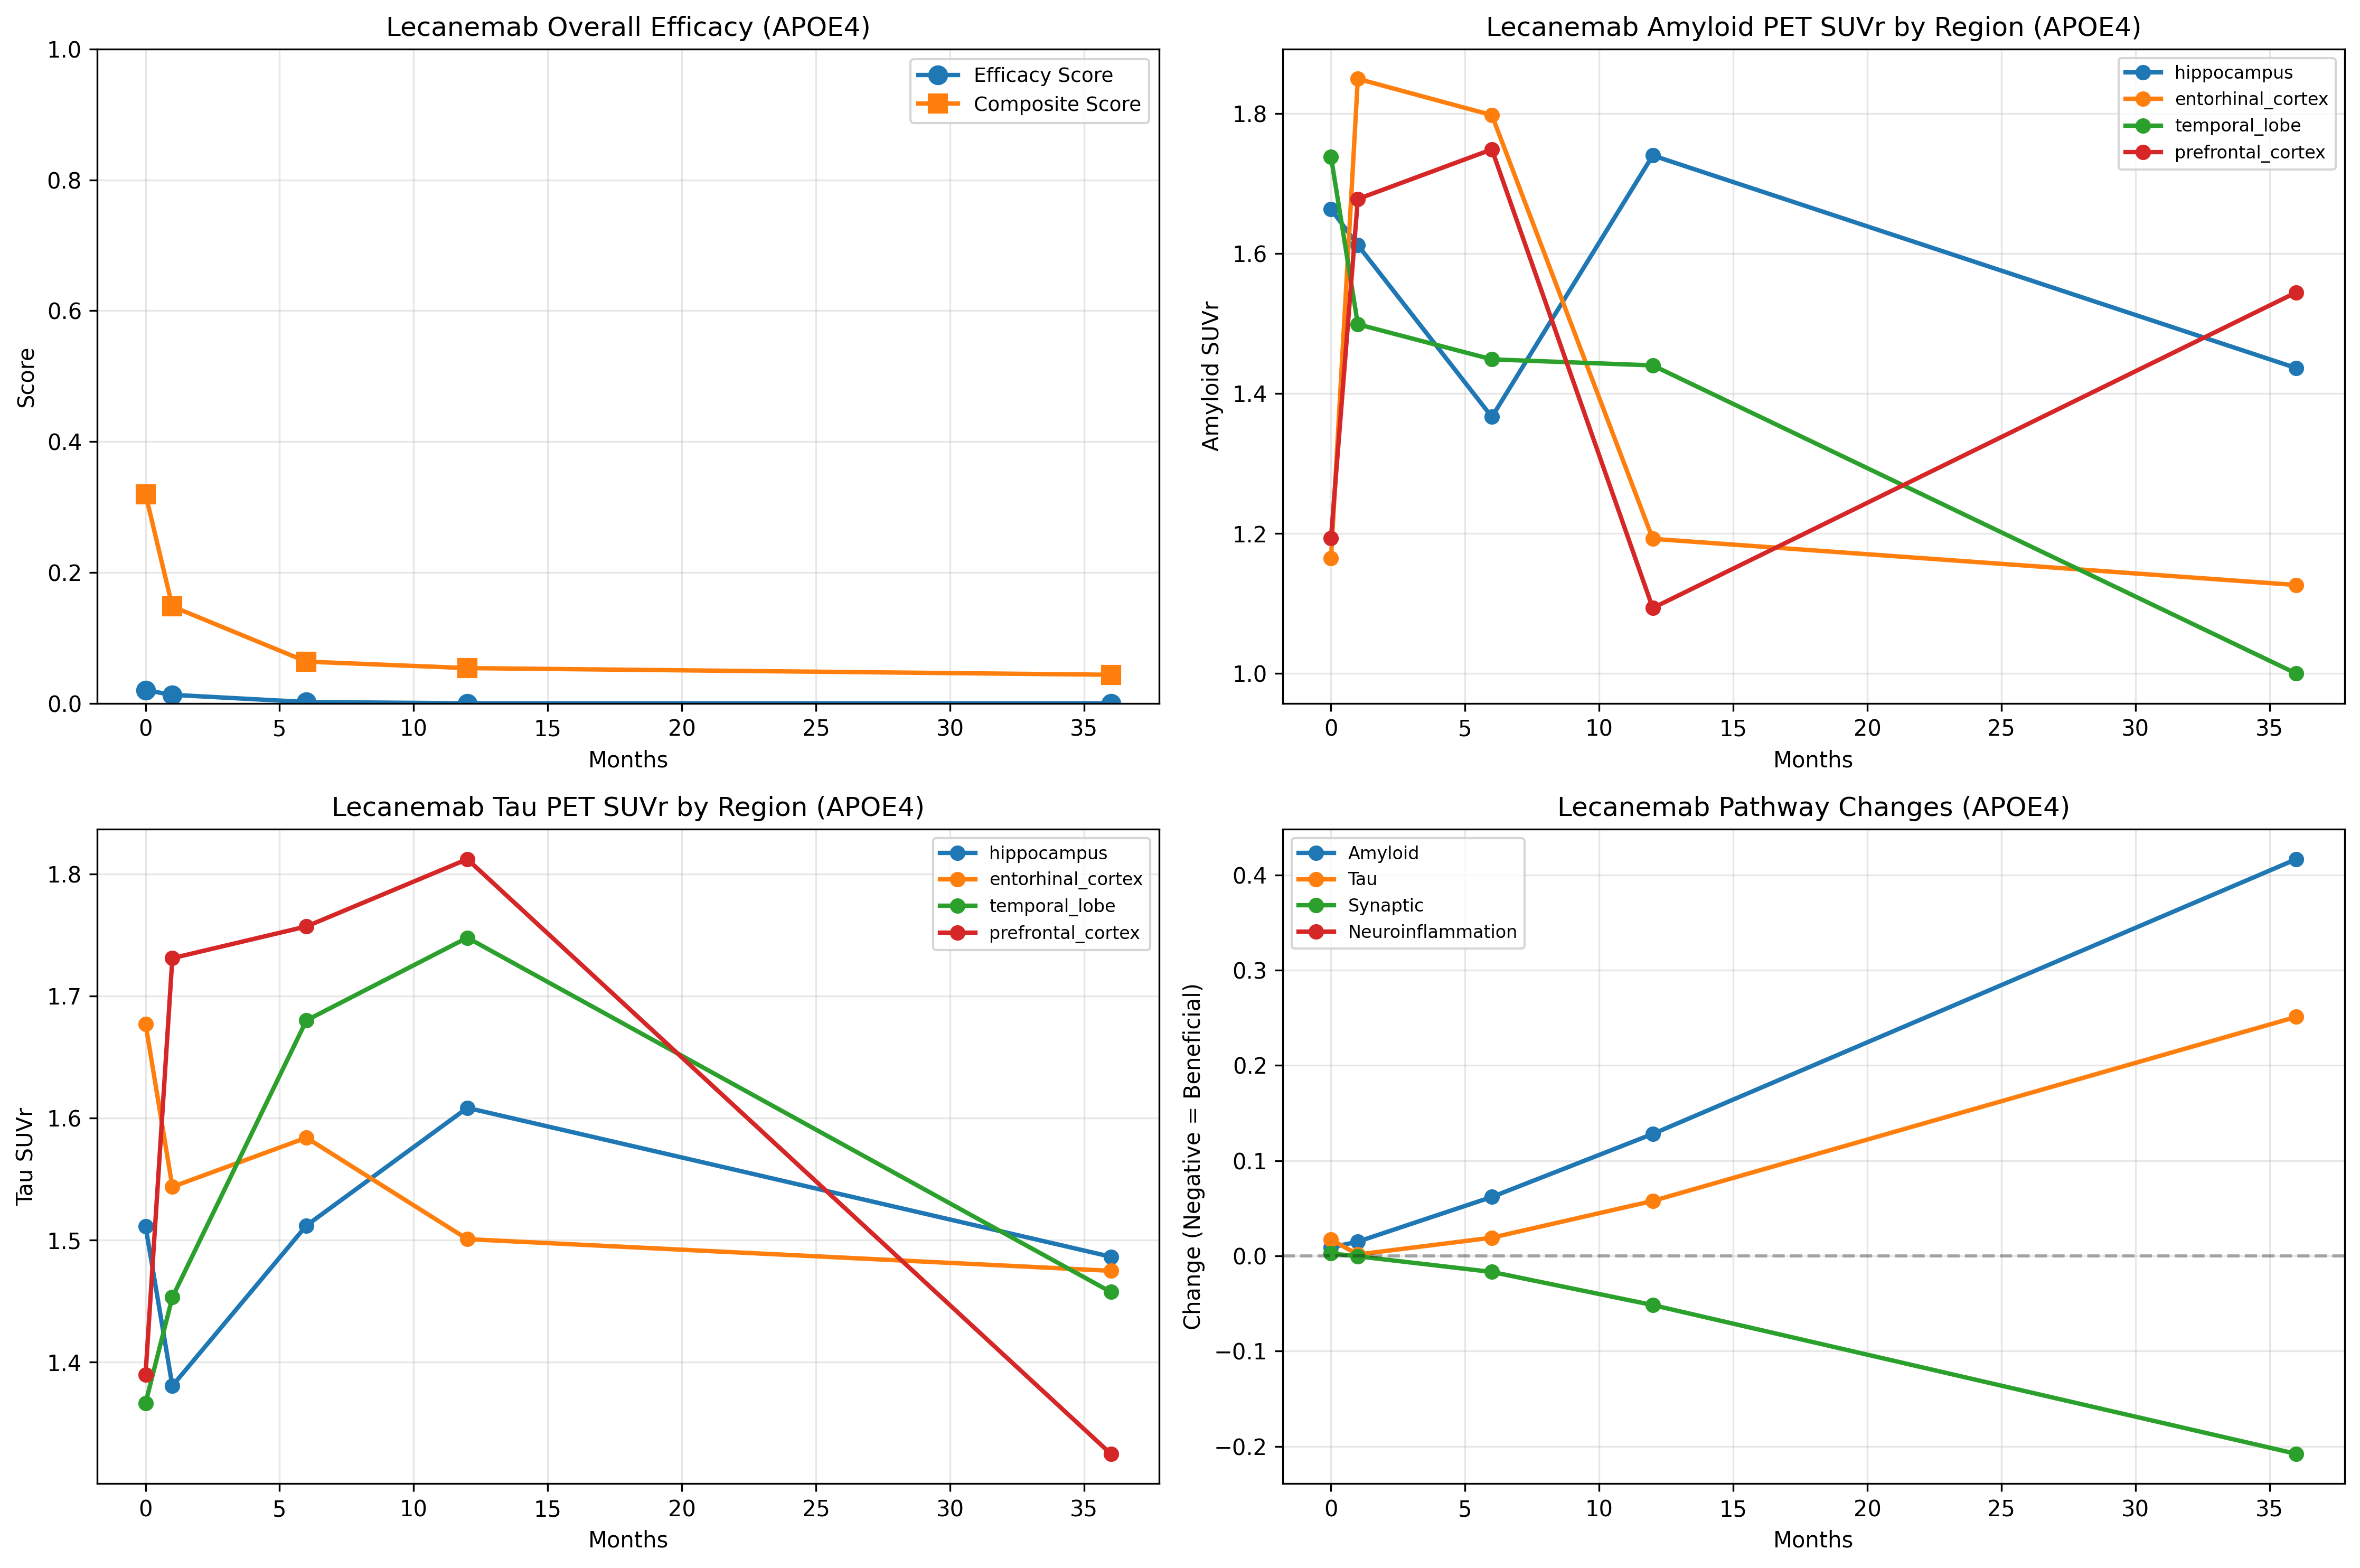 Lecanemab Overall Efficacy (APOE4)
1.0
0.8
0.6
0.4
0.2
0.0
Score
Efficacy Score
Composite Score
0 5 10 15 20 25 30 35
Months
Lecanemab Amyloid PET SUVr by Region (APOE4)
1.8
1.6
1.4
1.2
1.0
Amyloid SUVr
hippocampus
entorhinal_cortex
temporal_lobe
prefrontal_cortex
0 5 10 15 20 25 30 35
Months
Lecanemab Tau PET SUVr by Region (APOE4)
1.8
1.7
1.6
1.5
1.4
Tau SUVr
hippocampus
entorhinal_cortex
temporal_lobe
prefrontal_cortex
0 5 10 15 20 25 30 35
Months
Lecanemab Pathway Changes (APOE4)
0.4
0.3
0.2
0.1
0.0
−0.1
−0.2
Change (Negative = Beneficial)
Amyloid
Tau
Synaptic
Neuroinflammation
0 5 10 15 20 25 30 35
Months